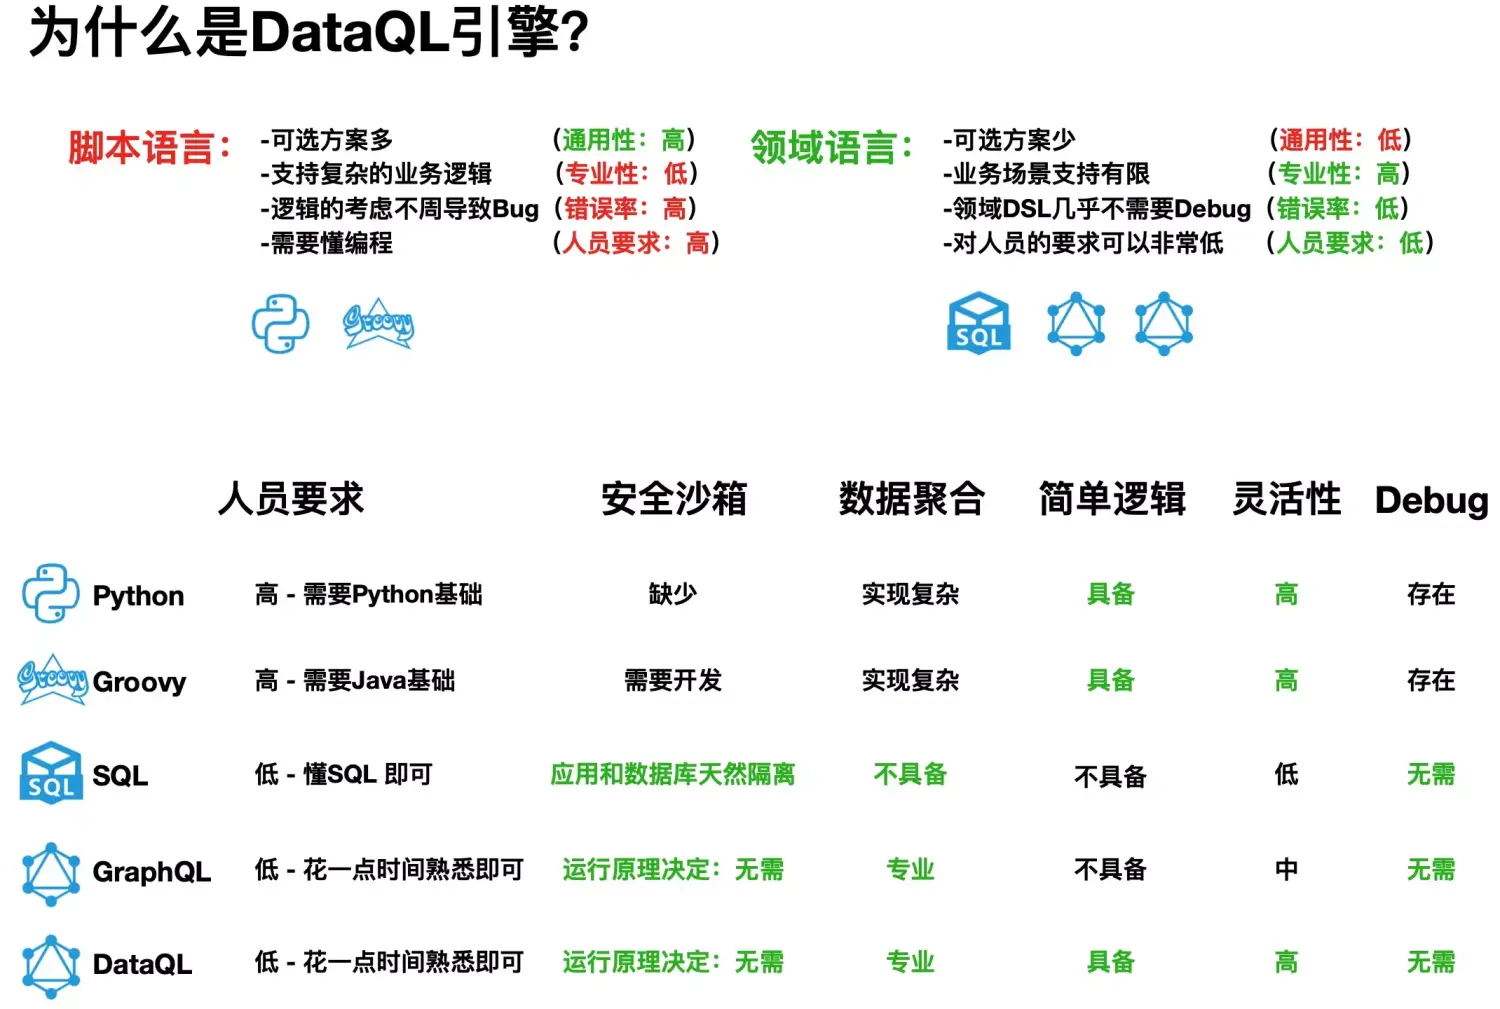 为什么是DataQL引擎?
脚本语言：
-可选方案多 （通用性：高）
-支持复杂的业务逻辑 （专业性：低）
-逻辑的考虑不周导致Bug （错误率：高）
-需要懂编程 （人员要求：高）
Groovy
领域语言：
-可选方案少 （通用性：低）
-业务场景支持有限 （专业性：高）
-领域DSL几乎不需要Debug （错误率：低）
-对人员的要求可以非常低 （人员要求：低）
SQL
人员要求 安全沙箱 数据聚合 简单逻辑 灵活性 Debug
Python 高 - 需要Python基础 缺少 实现复杂 具备 高 存在
Groovy Groovy 高 - 需要Java基础 需要开发 实现复杂 具备 高 存在
SQL SQL 低 - 懂SQL 即可 应用和数据库天然隔离 不具备 不具备 低 无需
GraphQL 低 - 花一点时间熟悉即可 运行原理决定：无需 专业 不具备 中 无需
DataQL 低 - 花一点时间熟悉即可 运行原理决定：无需 专业 具备 高 无需